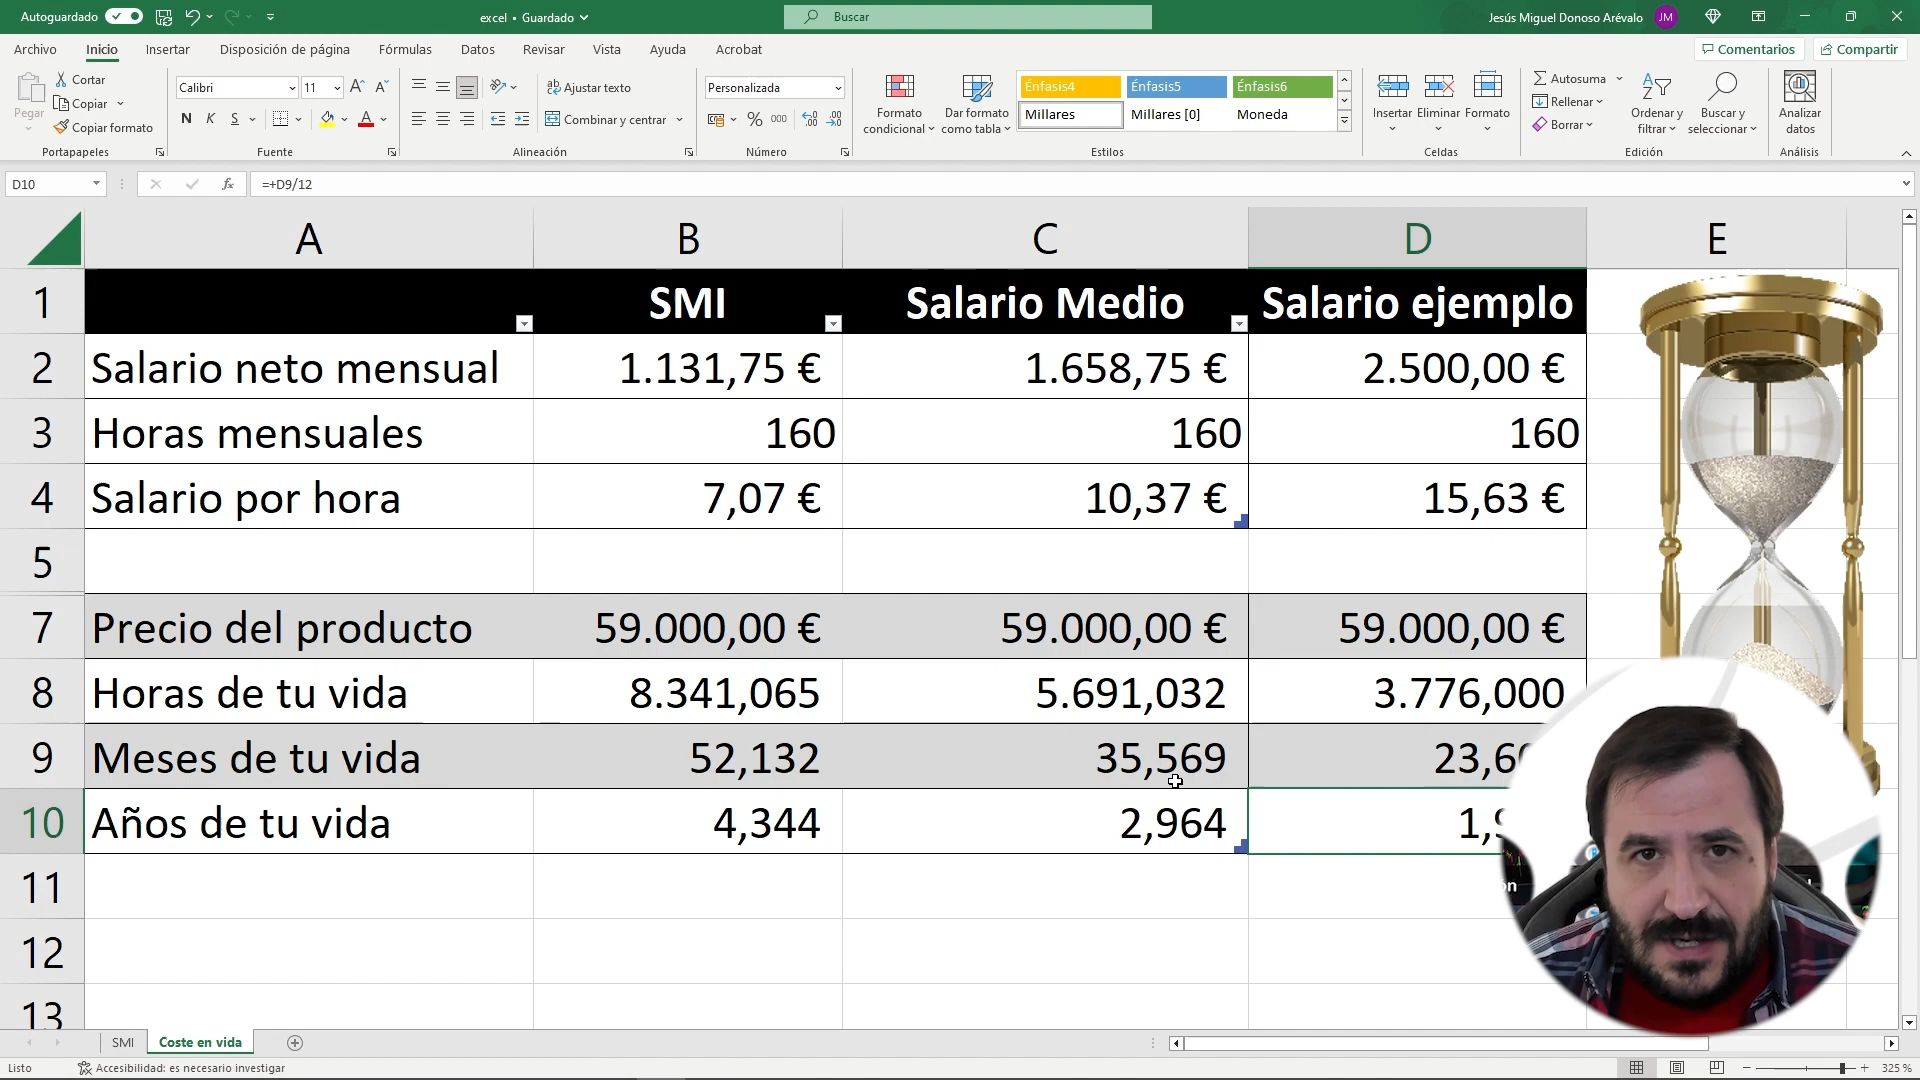 Autoguardado
excel • Guardado
Buscar
Jesús Miguel Donoso Arévalo JM
Archivo Inicio Insertar Disposición de página Fórmulas Datos Revisar Vista Ayuda Acrobat
Comentarios Compartir
Pegar
Cortar
Copiar
Copiar formato
Portapapeles
Calibri 11
N K S
Fuente
Ajustar texto
Combinar y centrar
Alineación
Personalizada
% 000
Número
Formato condicional
Dar formato como tabla
Énfasis4 Énfasis5 Énfasis6
Millares Millares [0] Moneda
Estilos
Insertar Eliminar Formato
Celdas
Autosuma
Rellenar
Borrar
Ordenar y filtrar
Buscar y seleccionar
Edición
Analizar datos
Análisis
D10 fx =+D9/12
A B C D E
1 SMI Salario Medio Salario ejemplo
2 Salario neto mensual 1.131,75 € 1.658,75 € 2.500,00 €
3 Horas mensuales 160 160 160
4 Salario por hora 7,07 € 10,37 € 15,63 €
5
7 Precio del producto 59.000,00 € 59.000,00 € 59.000,00 €
8 Horas de tu vida 8.341,065 5.691,032 3.776,000
9 Meses de tu vida 52,132 35,569 23,6
10 Años de tu vida 4,344 2,964 1,9
11
12
13
SMI Coste en vida
Listo Accesibilidad: es necesario investigar 325 %